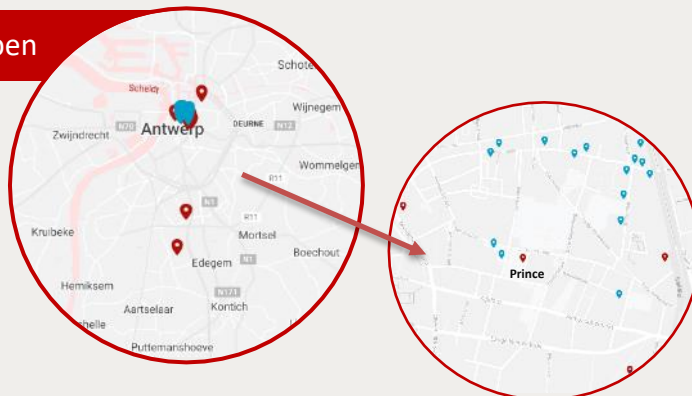 pen
Schote
Scheldy
Wijnegem
N70
Antwerp
DEURNE
N12
Zwijndrecht
Wommelgem
R11
N1
R11
Kruibeke
Mortsel
Boechout
Edegem
N1
Hemiksem
N171
Aartselaar
Kontich
helle
Puttemanshoeve
Prince